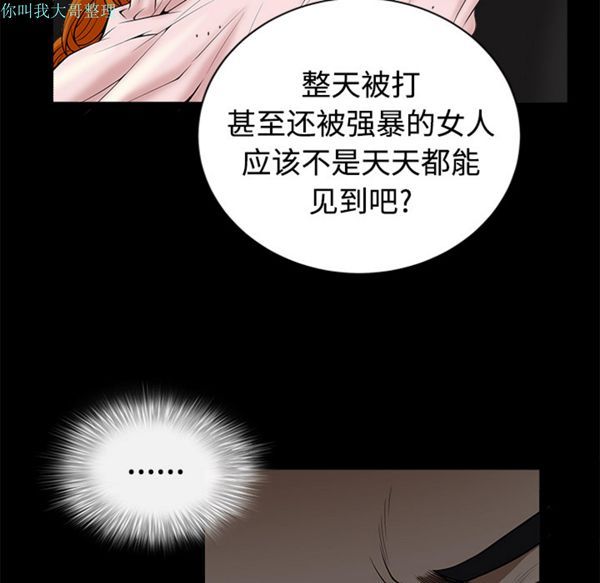 你叫我大哥整理
整天被打
甚至还被强暴的女人
应该不是天天都能
见到吧?
……